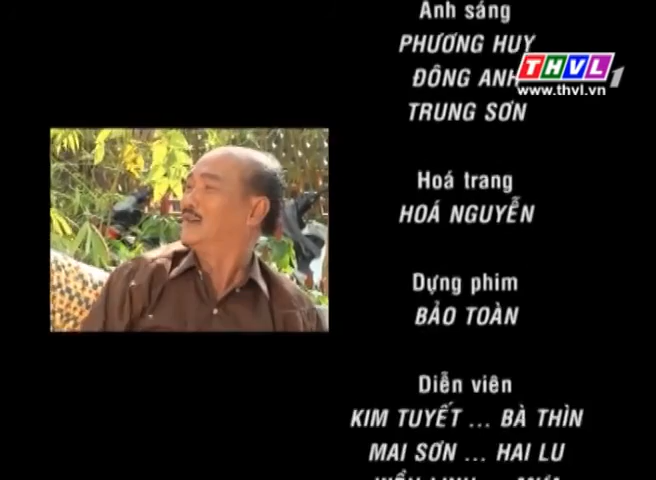 Ánh sáng
PHƯƠNG HUY
ĐÔNG ANH
TRUNG SƠN
THVL1
www.thvl.vn
Hoá trang
HOÁ NGUYỄN
Dựng phim
BẢO TOÀN
Diễn viên
KIM TUYẾT ... BÀ THÌN
MAI SƠN ... HAI LU